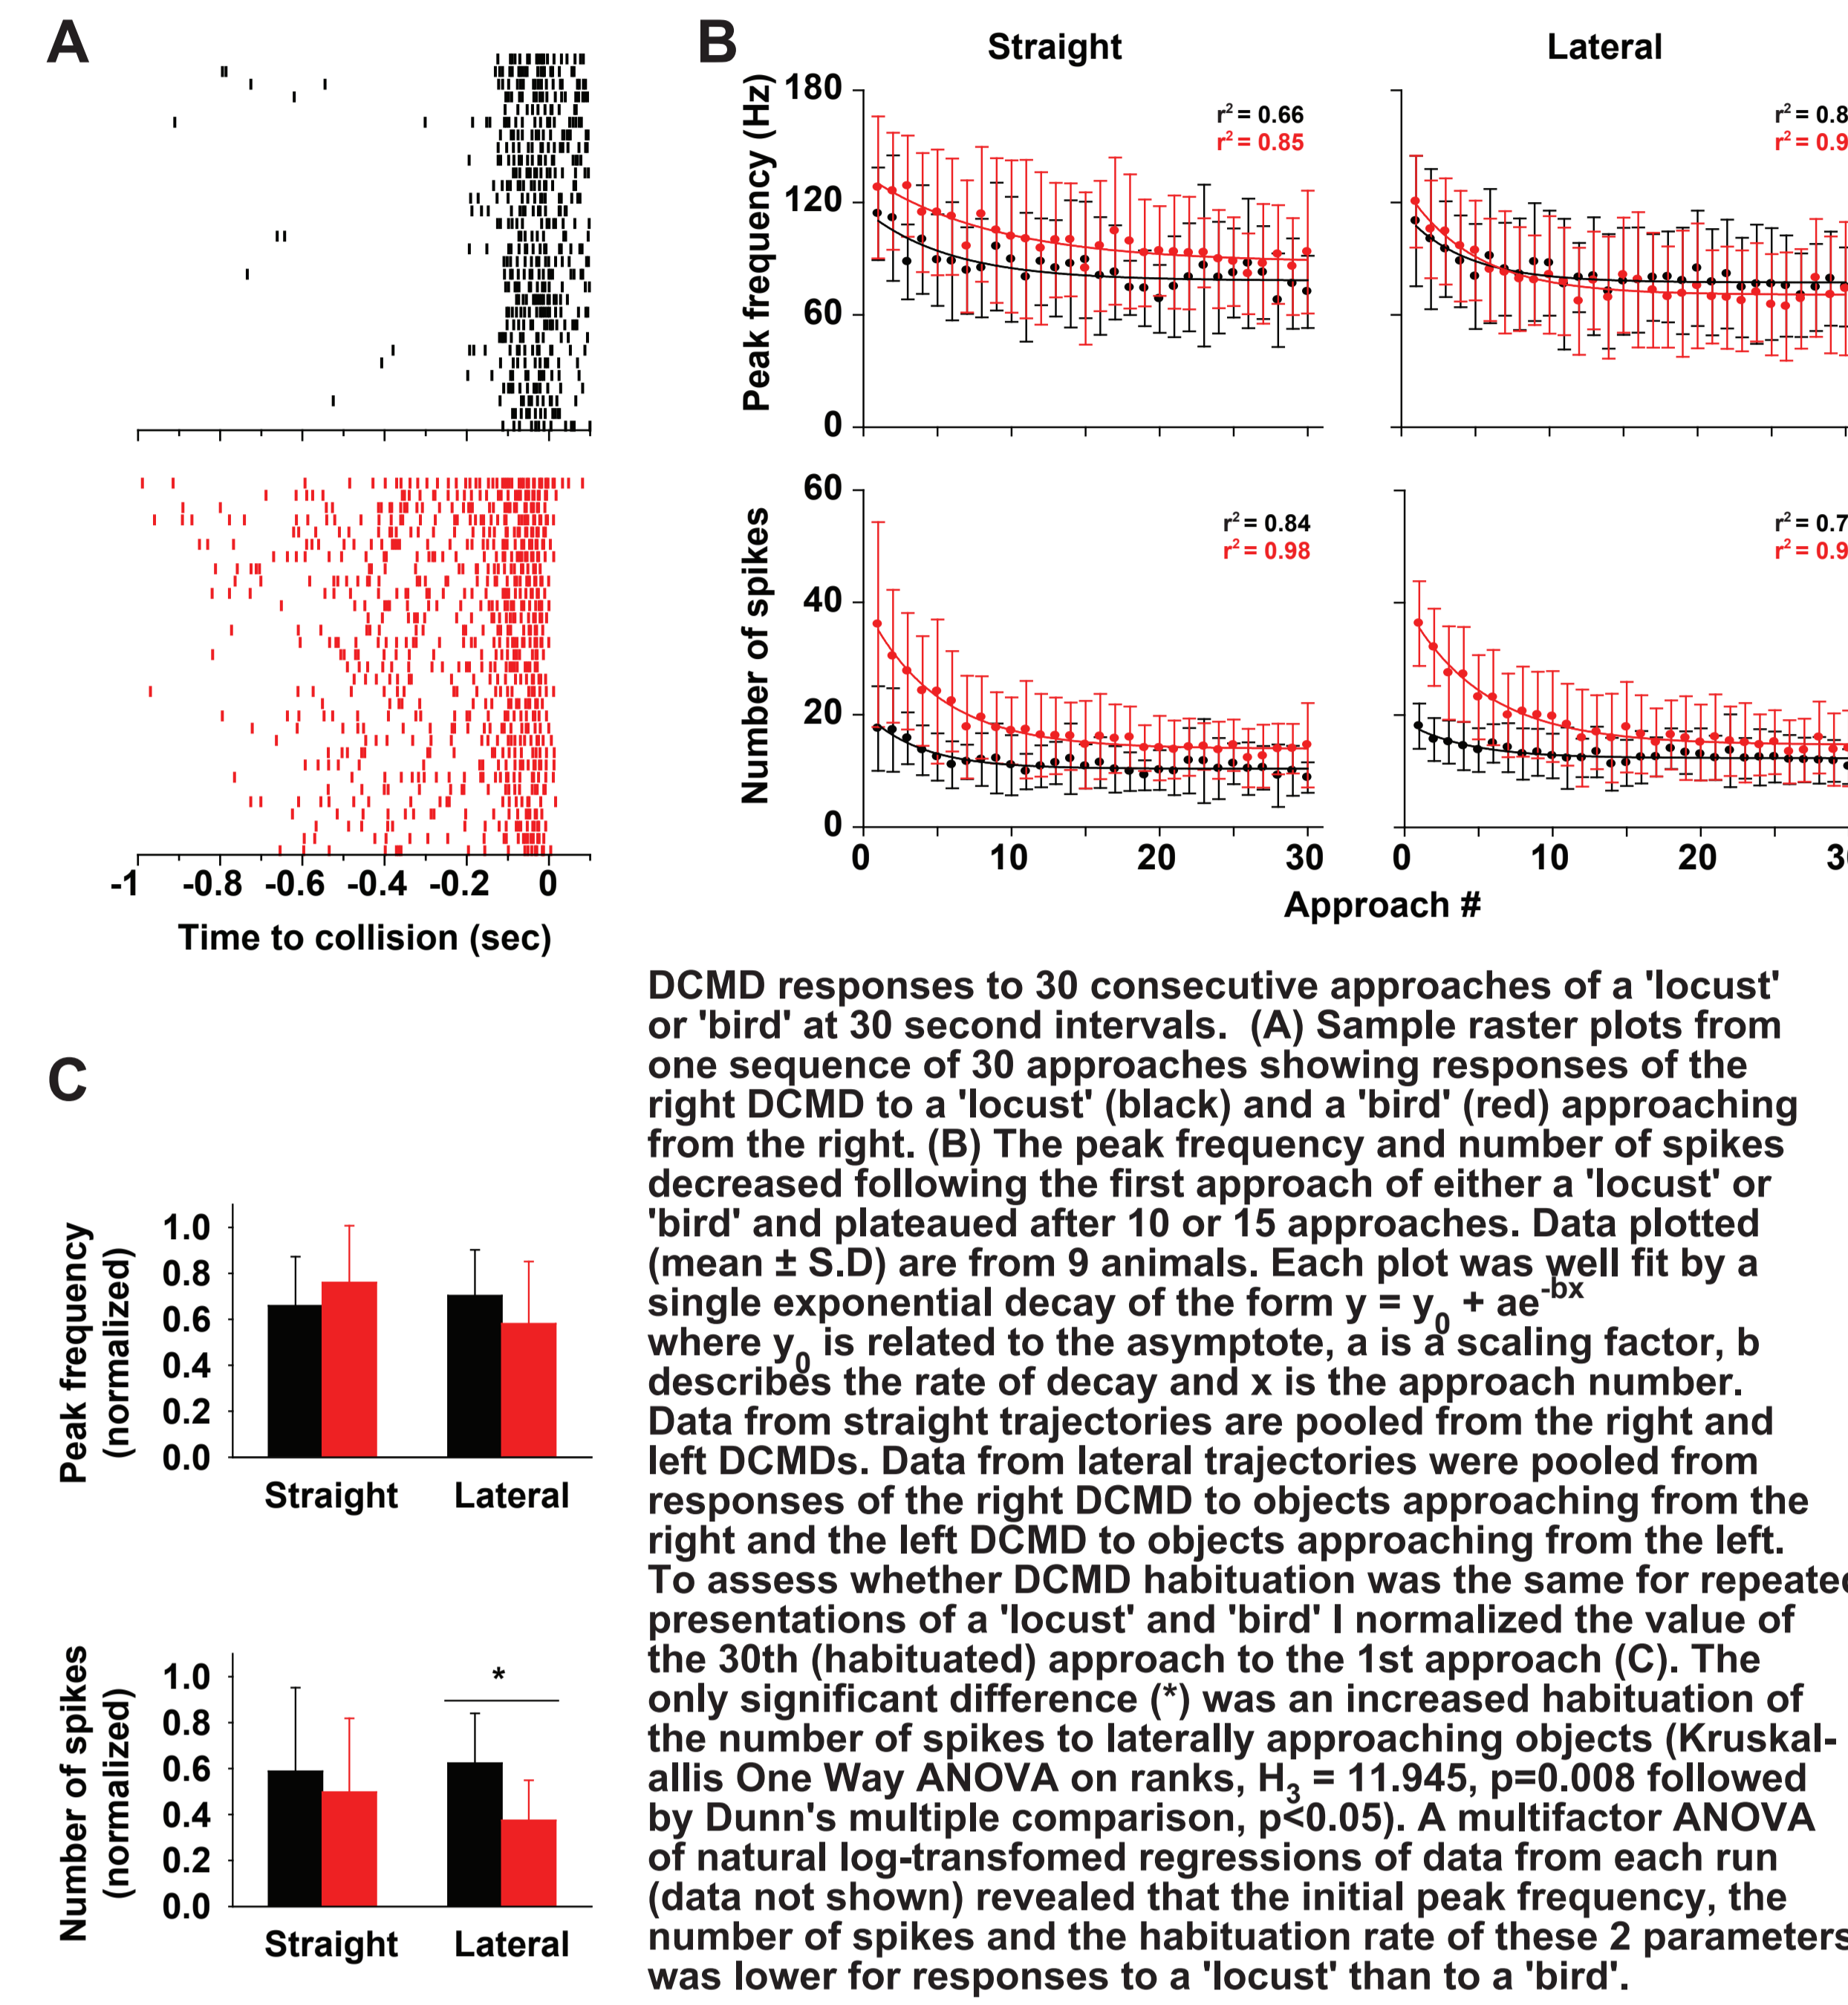 A
B
Straight
Lateral
Peak frequency (Hz)
180
120
60
0
r² = 0.66
r² = 0.85
r² = 0.8
r² = 0.9
Number of spikes
60
40
20
0
r² = 0.84
r² = 0.98
r² = 0.7
r² = 0.9
0 10 20 30
0 10 20
Approach #
-1 -0.8 -0.6 -0.4 -0.2 0
Time to collision (sec)
DCMD responses to 30 consecutive approaches of a 'locust'
or 'bird' at 30 second intervals. (A) Sample raster plots from
one sequence of 30 approaches showing responses of the
right DCMD to a 'locust' (black) and a 'bird' (red) approaching
from the right. (B) The peak frequency and number of spikes
decreased following the first approach of either a 'locust' or
'bird' and plateaued after 10 or 15 approaches. Data plotted
(mean ± S.D) are from 9 animals. Each plot was well fit by a
single exponential decay of the form y = y₀ + ae^-bx
where y₀ is related to the asymptote, a is a scaling factor, b
describes the rate of decay and x is the approach number.
Data from straight trajectories are pooled from the right and
left DCMDs. Data from lateral trajectories were pooled from
responses of the right DCMD to objects approaching from the
right and the left DCMD to objects approaching from the left.
To assess whether DCMD habituation was the same for repeated
presentations of a 'locust' and 'bird' I normalized the value of
the 30th (habituated) approach to the 1st approach (C). The
only significant difference (*) was an increased habituation of
the number of spikes to laterally approaching objects (Kruskal-
allis One Way ANOVA on ranks, H₃ = 11.945, p=0.008 followed
by Dunn's multiple comparison, p<0.05). A multifactor ANOVA
of natural log-transfomed regressions of data from each run
(data not shown) revealed that the initial peak frequency, the
number of spikes and the habituation rate of these 2 parameters
was lower for responses to a 'locust' than to a 'bird'.
C
Peak frequency
(normalized)
1.0
0.8
0.6
0.4
0.2
0.0
Straight Lateral
Number of spikes
(normalized)
1.0
0.8
0.6
0.4
0.2
0.0
*
Straight Lateral